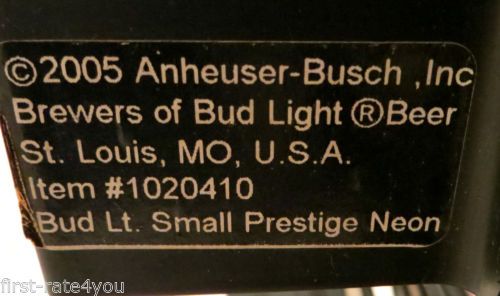 ©2005 Anheuser-Busch ,Inc
Brewers of Bud Light ®Beer
St. Louis, MO, U.S.A.
Item #1020410
Bud Lt. Small Prestige Neon
first-rate4you